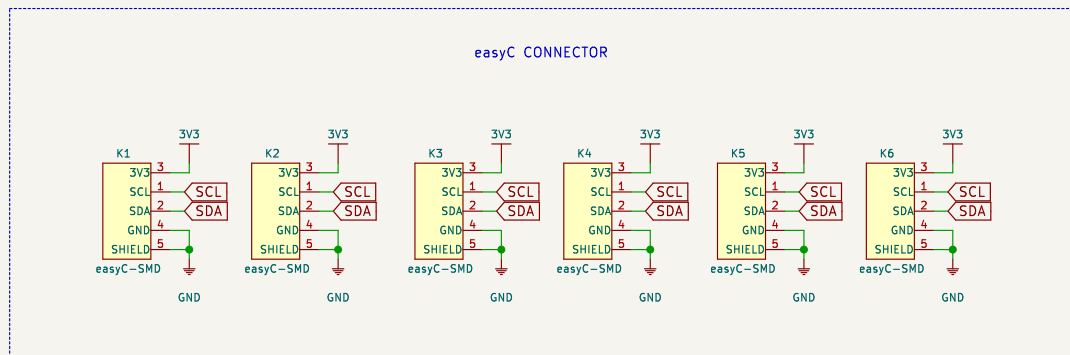 easyC CONNECTOR
3V3 3V3 3V3 3V3 3V3 3V3
K1 K2 K3 K4 K5 K6
3V3 3 3V3 3 3V3 3 3V3 3 3V3 3 3V3 3
SCL 1 SCL SCL 1 SCL SCL 1 SCL SCL 1 SCL SCL 1 SCL SCL 1 SCL
SDA 2 SDA SDA 2 SDA SDA 2 SDA SDA 2 SDA SDA 2 SDA SDA 2 SDA
GND 4 GND 4 GND 4 GND 4 GND 4 GND 4
SHIELD 5 SHIELD 5 SHIELD 5 SHIELD 5 SHIELD 5 SHIELD 5
easyC-SMD easyC-SMD easyC-SMD easyC-SMD easyC-SMD easyC-SMD
GND GND GND GND GND GND